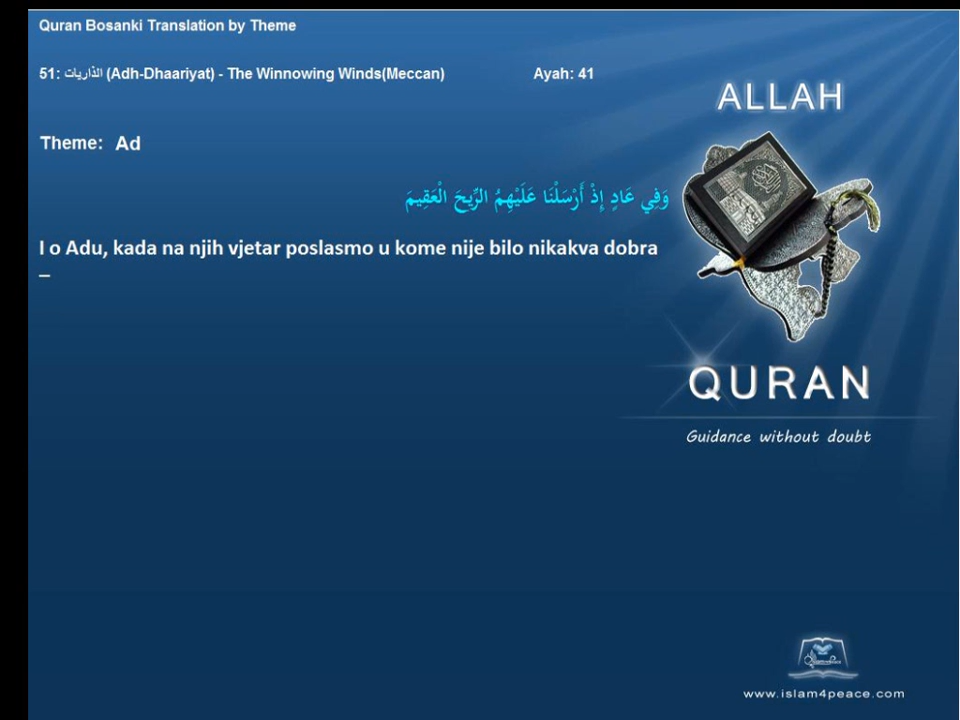 Quran Bosanki Translation by Theme
51: الذاريات (Adh-Dhaariyat) - The Winnowing Winds(Meccan) Ayah: 41
ALLAH
Theme: Ad
وَفِي عَادٍ إِذْ أَرْسَلْنَا عَلَيْهِمُ الرِّيحَ الْعَقِيمَ
I o Adu, kada na njih vjetar poslasmo u kome nije bilo nikakva dobra
–
QURAN
Guidance without doubt
www.islam4peace.com